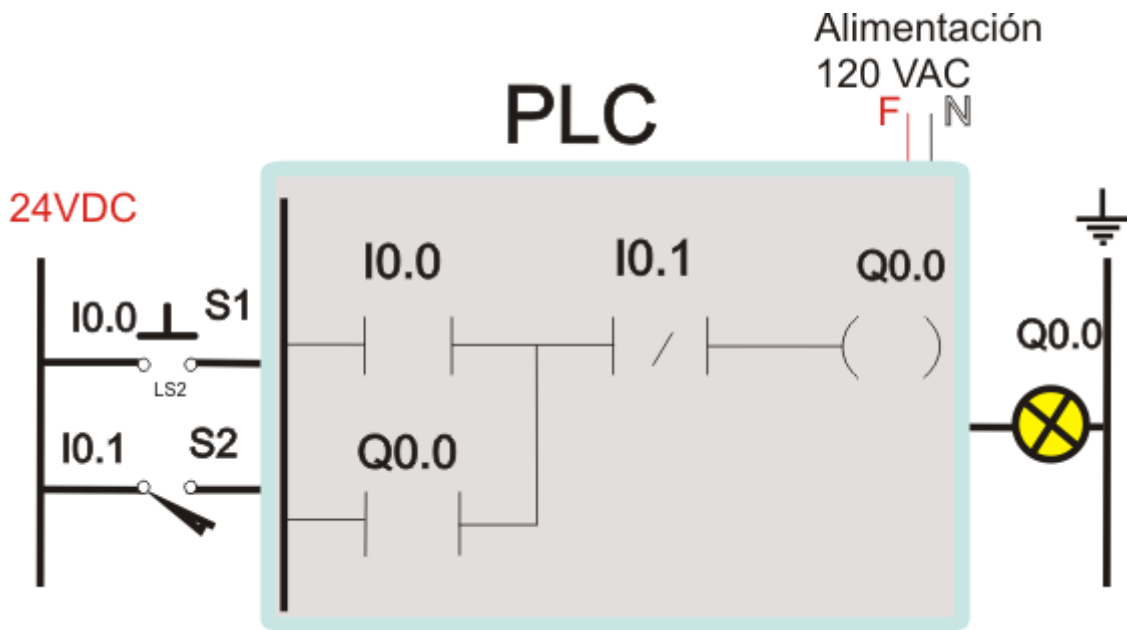 Alimentación
120 VAC
F N
PLC
24VDC
I0.0 S1
LS2
I0.1 S2
I0.0 I0.1 Q0.0
Q0.0
Q0.0